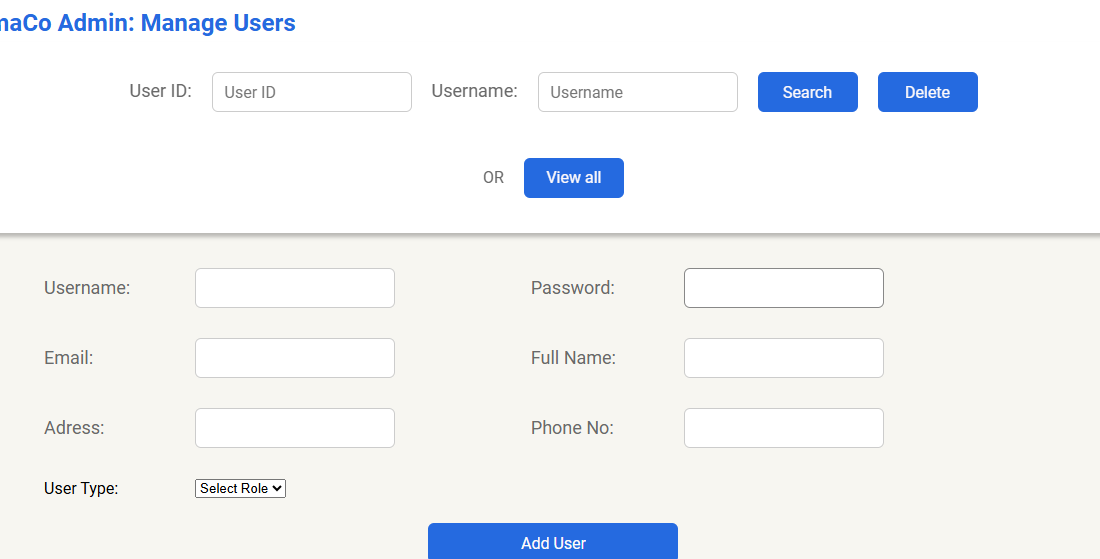 maCo Admin: Manage Users
User ID: User ID Username: Username Search Delete
OR View all
Username: Password:
Email: Full Name:
Adress: Phone No:
User Type: Select Role
Add User